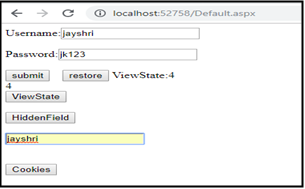 localhost:52758/Default.aspx
Username:jayshri
Password:jk123
submit restore ViewState:4
4
ViewState
HiddenField
jayshri
Cookies